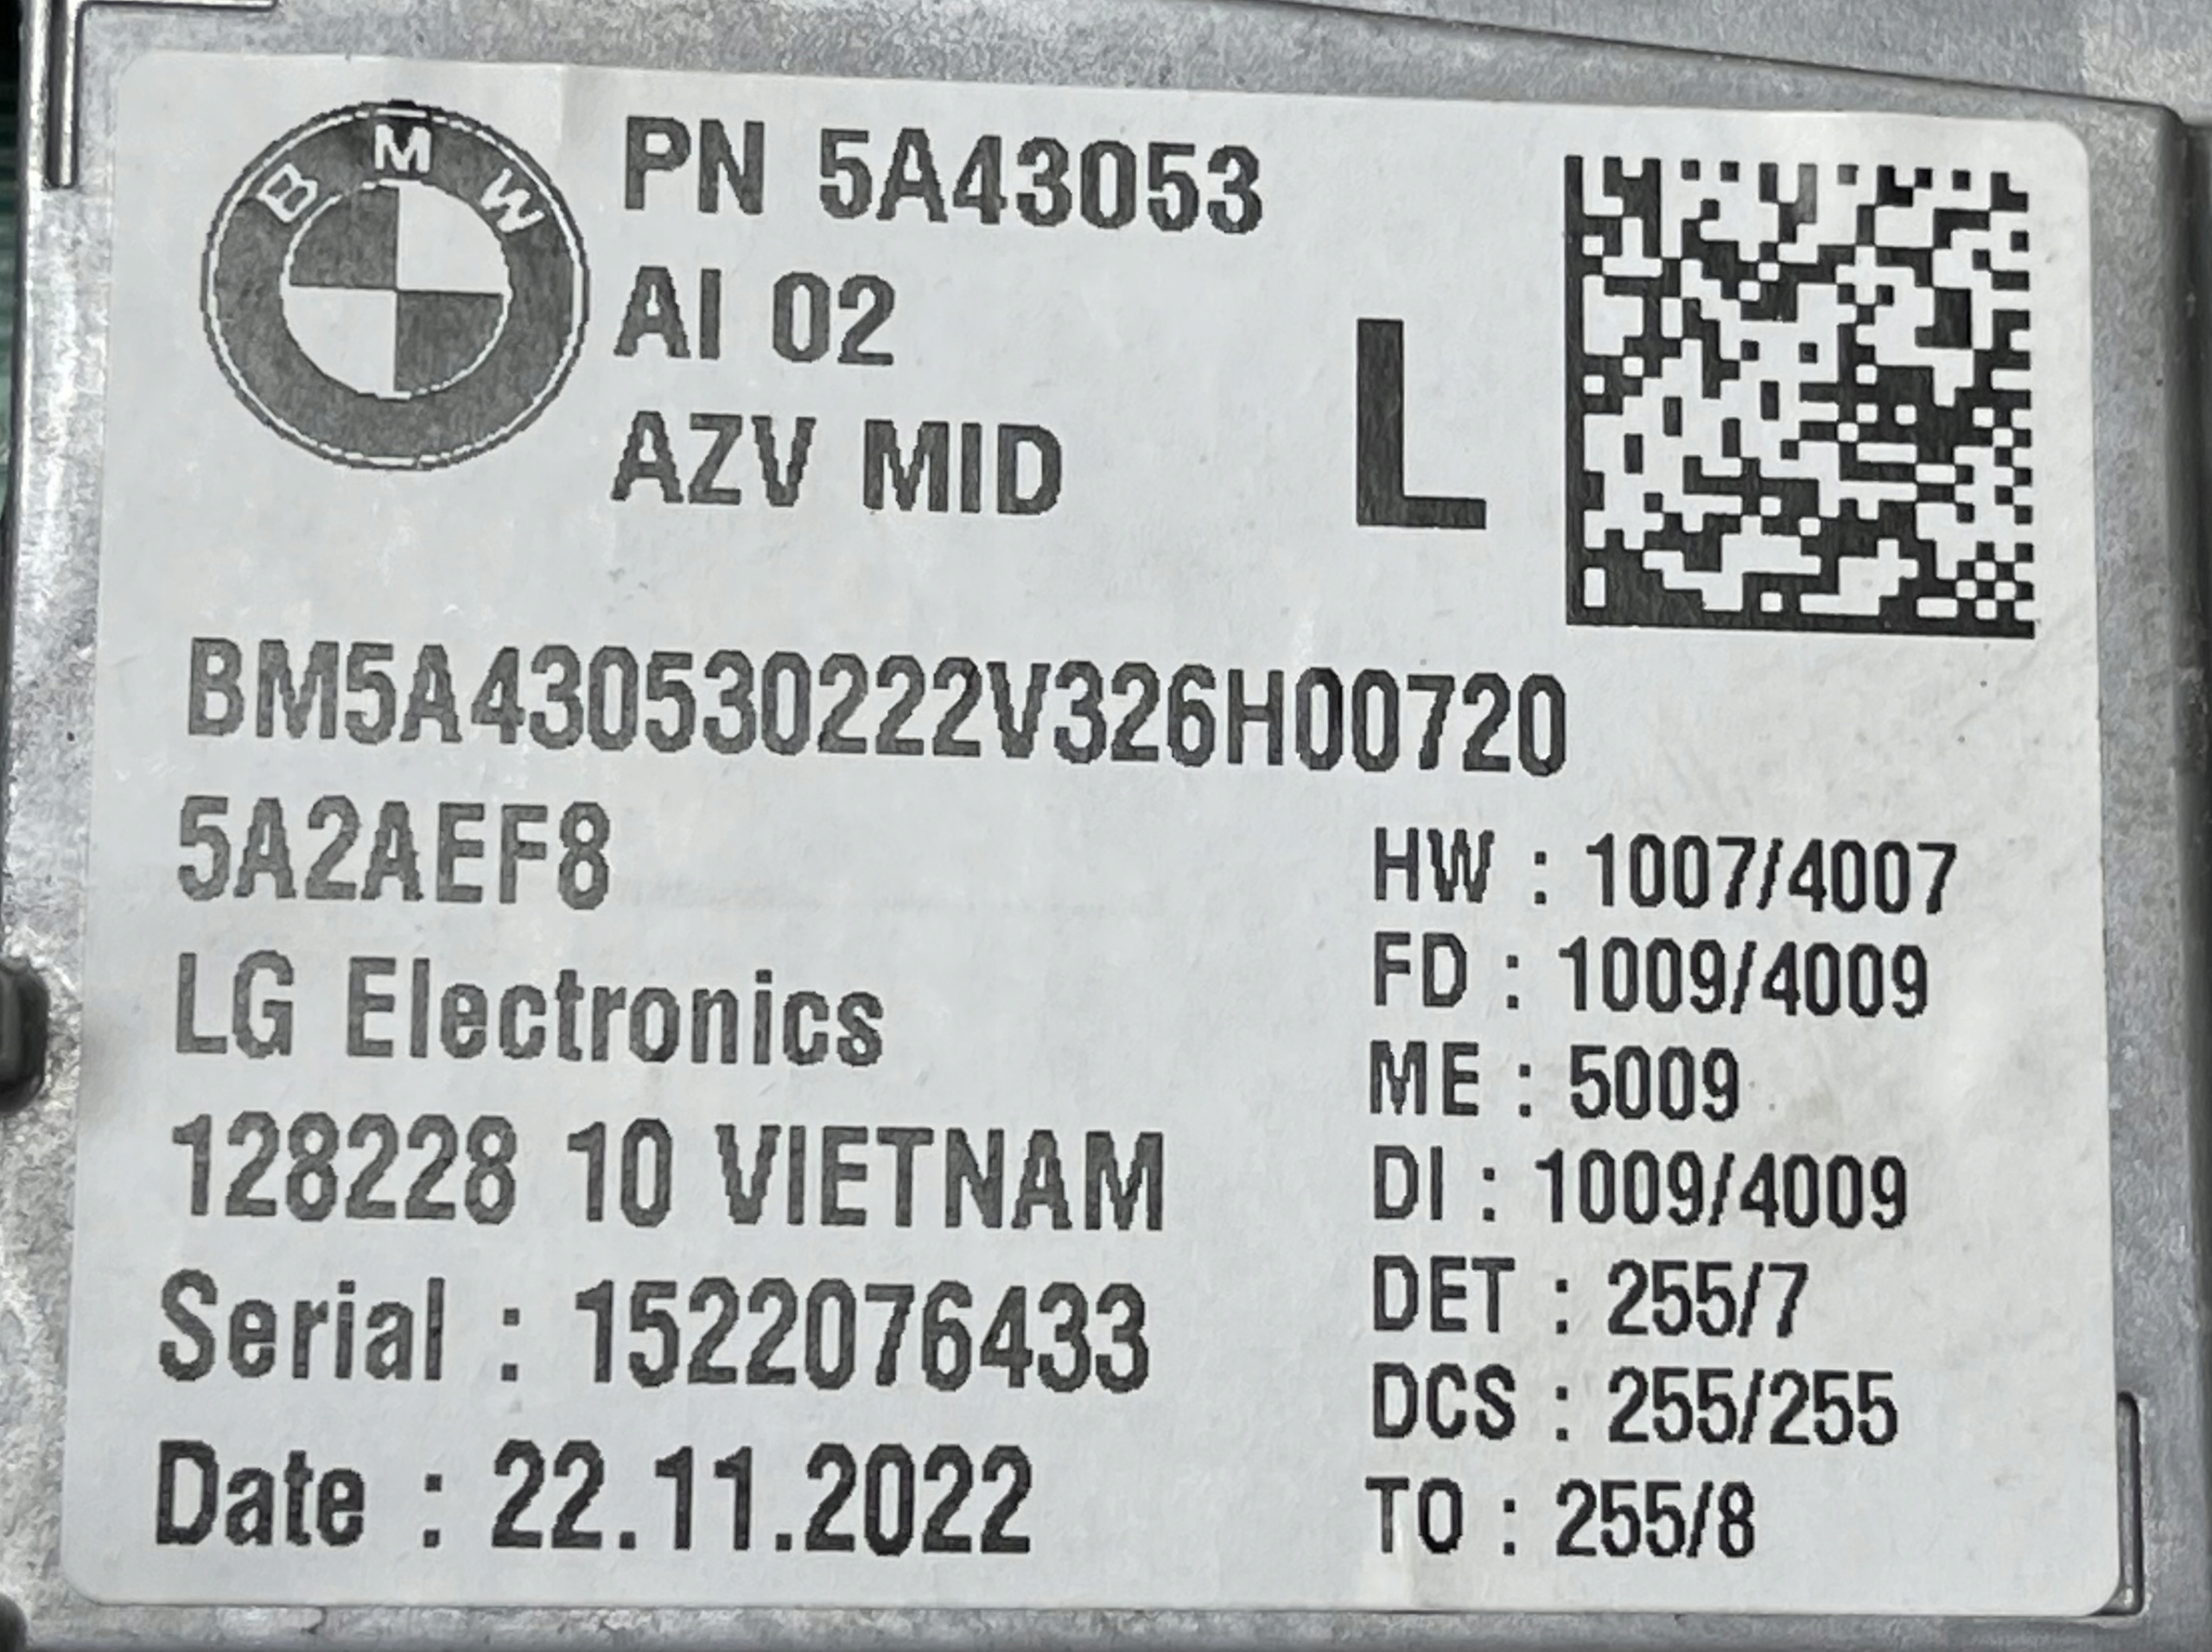 BMW
PN 5A43053
AI 02
AZV MID
L
BM5A430530222V326H00720
5A2AEF8
LG Electronics
128228 10 VIETNAM
Serial : 1522076433
Date : 22.11.2022
HW : 1007/4007
FD : 1009/4009
ME : 5009
DI : 1009/4009
DET : 255/7
DCS : 255/255
TO : 255/8